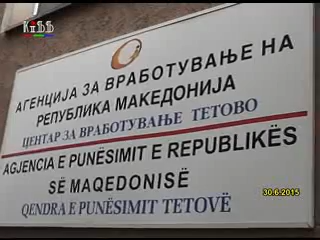 KiSS
АГЕНЦИЈА ЗА ВРАБОТУВАЊЕ НА
РЕПУБЛИКА МАКЕДОНИЈА
ЦЕНТАР ЗА ВРАБОТУВАЊЕ ТЕТОВО
AGJENCIA E PUNËSIMIT E REPUBLIKËS
SË MAQEDONISË
QENDRA E PUNËSIMIT TETOVË
30.6.2015